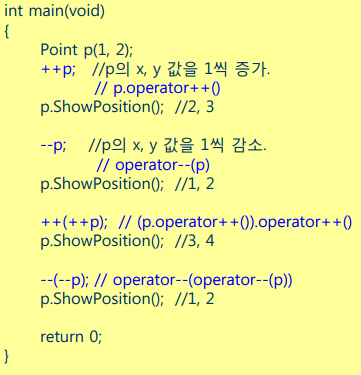 int main(void)
{
Point p(1, 2);
++p; //p의 x, y 값을 1씩 증가.
// p.operator++()
p.ShowPosition(); //2, 3
--p; //p의 x, y 값을 1씩 감소.
// operator--(p)
p.ShowPosition(); //1, 2
++(++p); // (p.operator++()).operator++()
p.ShowPosition(); //3, 4
--(--p); // operator--(operator--(p))
p.ShowPosition(); //1, 2
return 0;
}